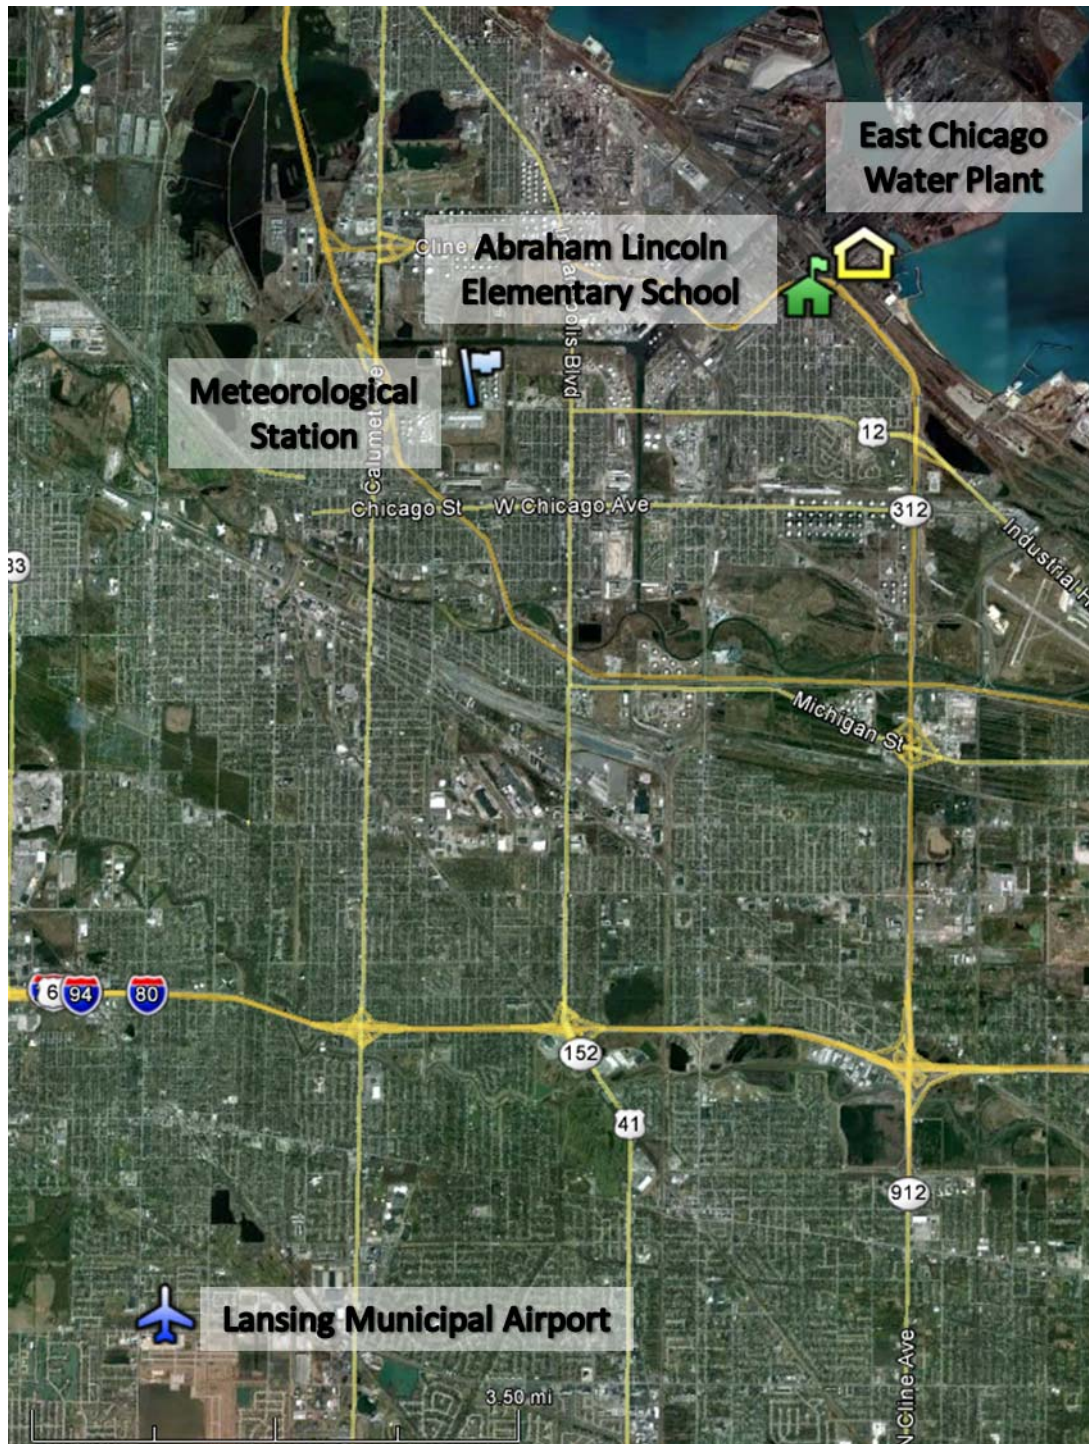 East Chicago
Water Plant
Abraham Lincoln
Elementary School
Cline
Meteorological
Station
12
Chicago St
W Chicago Ave
312
Industrial
33
Michigan St
6
94
80
152
41
912
Lansing Municipal Airport
3.50 mi
N Cline Ave